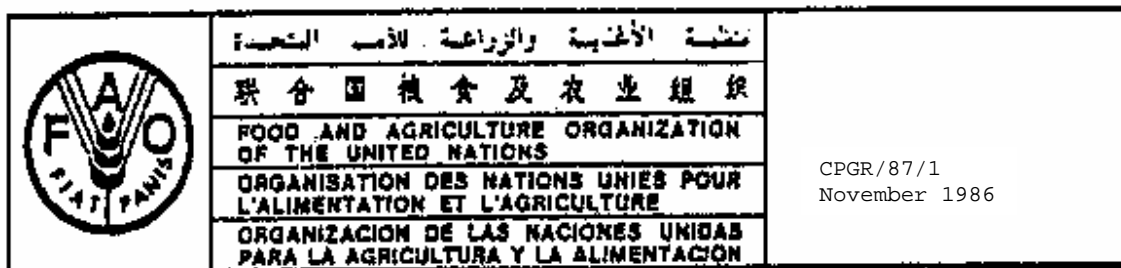 FAO
FIAT PANIS
منظمة الأغذية والزراعة للأمم المتحدة
联合国粮食及农业组织
FOOD AND AGRICULTURE ORGANIZATION
OF THE UNITED NATIONS
ORGANISATION DES NATIONS UNIES POUR
L'ALIMENTATION ET L'AGRICULTURE
ORGANIZACION DE LAS NACIONES UNIDAS
PARA LA AGRICULTURA Y LA ALIMENTACION
CPGR/87/1
November 1986